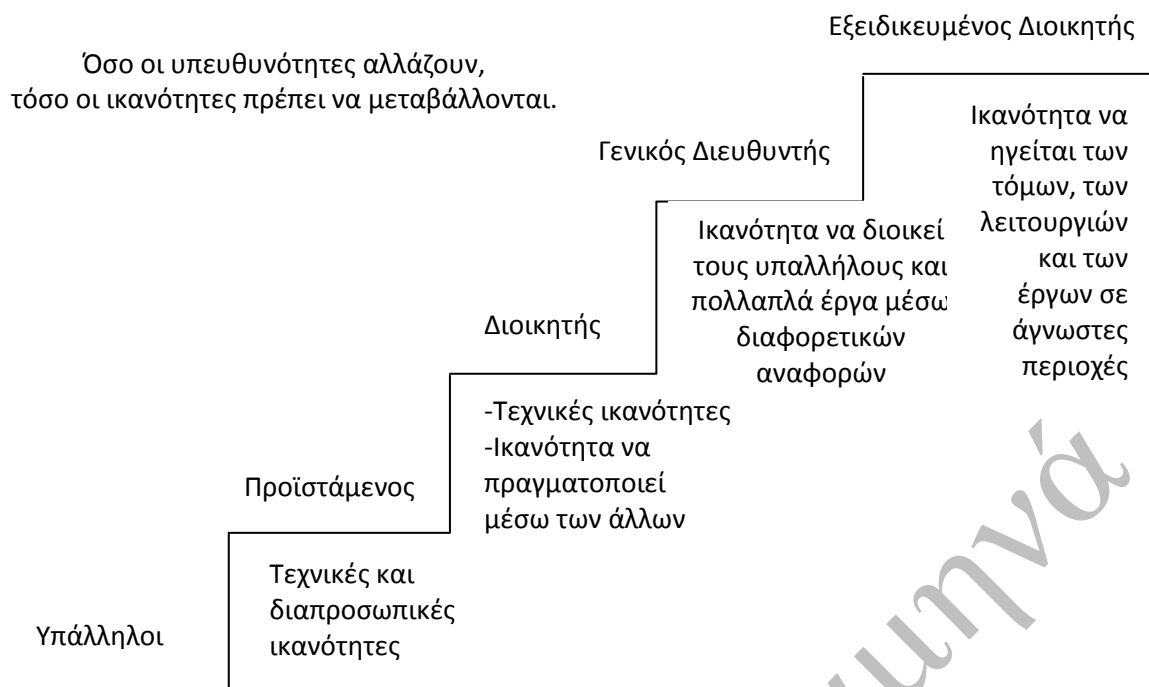 Εξειδικευμένος Διοικητής
Όσο οι υπευθυνότητες αλλάζουν,
τόσο οι ικανότητες πρέπει να μεταβάλλονται.
Γενικός Διευθυντής
Ικανότητα να
ηγείται των
τόμων, των
λειτουργιών
και των
έργων σε
άγνωστες
περιοχές
Ικανότητα να διοικεί
τους υπαλλήλους και
πολλαπλά έργα μέσω
διαφορετικών
αναφορών
Διοικητής
-Τεχνικές ικανότητες
-Ικανότητα να
πραγματοποιεί
μέσω των άλλων
Προϊστάμενος
Τεχνικές και
διαπροσωπικές
ικανότητες
Υπάλληλοι